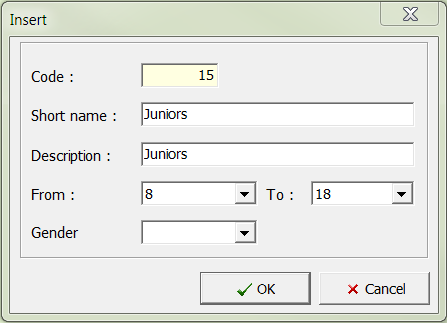 Insert
Code : 15
Short name : Juniors
Description : Juniors
From : 8 To : 18
Gender
OK Cancel